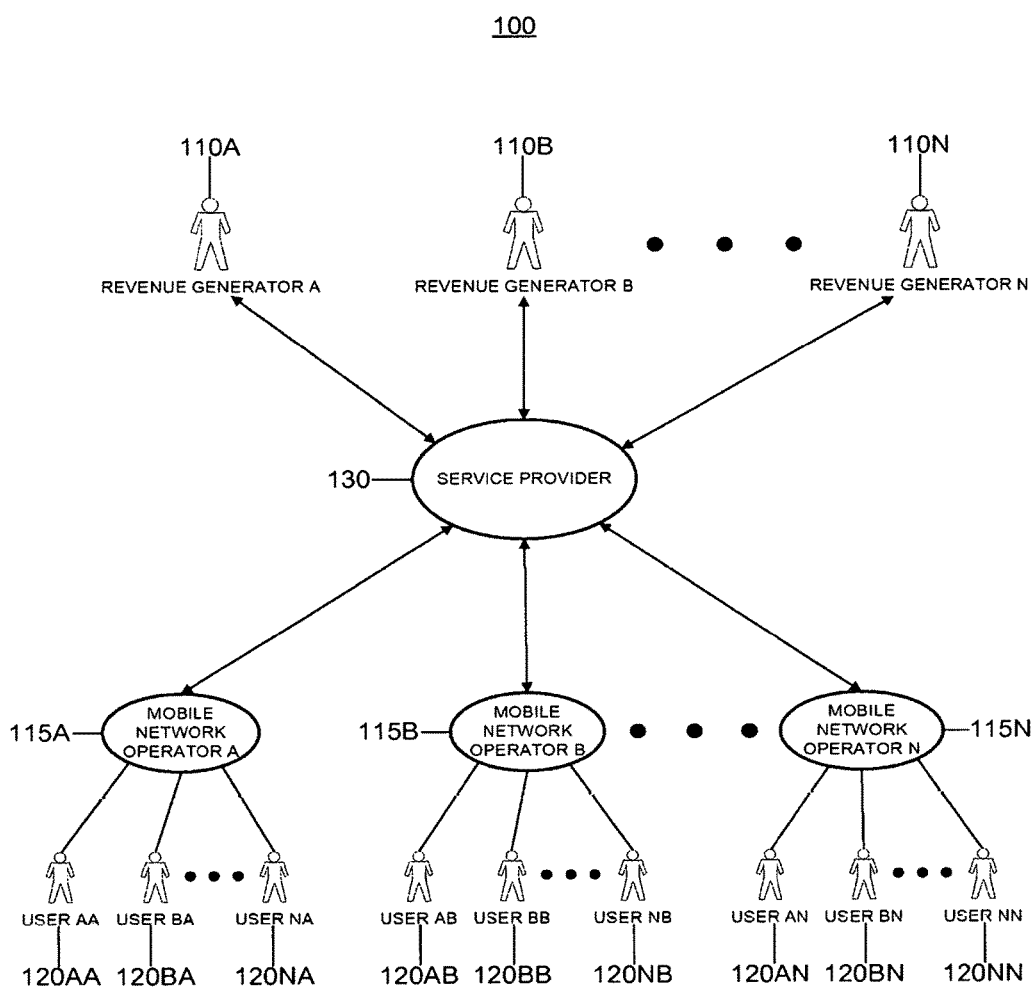 100
110A
110B
110N
REVENUE GENERATOR A
REVENUE GENERATOR B
REVENUE GENERATOR N
130
SERVICE PROVIDER
115A
MOBILE
NETWORK
OPERATOR A
115B
MOBILE
NETWORK
OPERATOR B
MOBILE
NETWORK
OPERATOR N
115N
USER AA
USER BA
USER NA
USER AB
USER BB
USER NB
USER AN
USER BN
USER NN
120AA
120BA
120NA
120AB
120BB
120NB
120AN
120BN
120NN